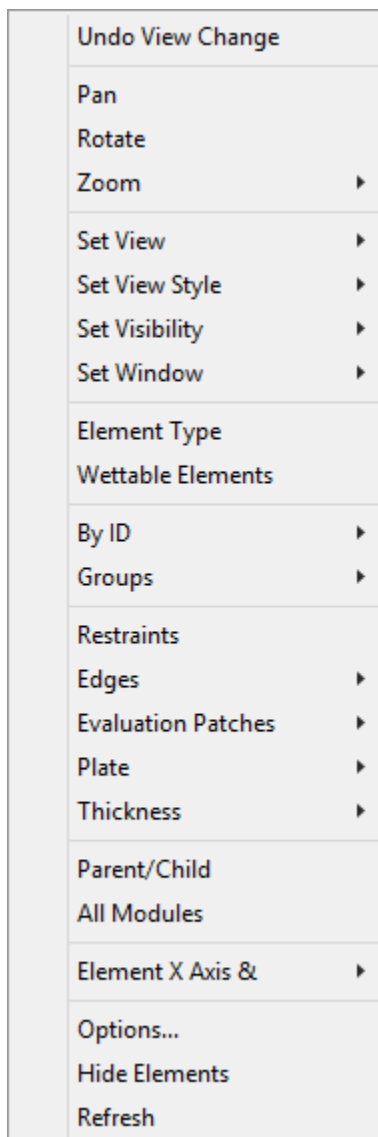 Undo View Change
Pan
Rotate
Zoom
Set View
Set View Style
Set Visibility
Set Window
Element Type
Wettable Elements
By ID
Groups
Restraints
Edges
Evaluation Patches
Plate
Thickness
Parent/Child
All Modules
Element X Axis &
Options...
Hide Elements
Refresh